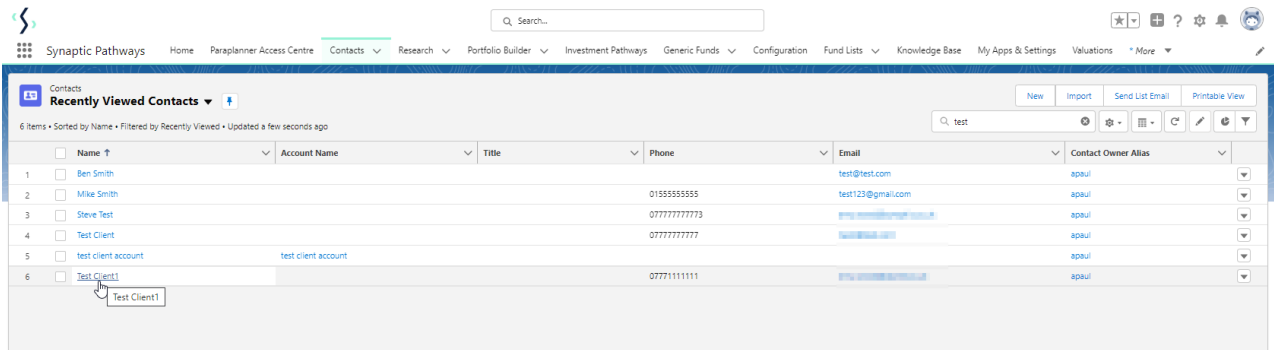 Search...
Synaptic Pathways Home Paraplanner Access Centre Contacts Research Portfolio Builder Investment Pathways Generic Funds Configuration Fund Lists Knowledge Base My Apps & Settings Valuations * More
Contacts
Recently Viewed Contacts
New Import Send List Email Printable View
6 items • Sorted by Name • Filtered by Recently Viewed • Updated a few seconds ago
test
Name ↑ Account Name Title Phone Email Contact Owner Alias
1 Ben Smith test@test.com apaul
2 Mike Smith 01555555555 test123@gmail.com apaul
3 Steve Test 07777777773 apaul
4 Test Client 07777777777 apaul
5 test client account test client account apaul
6 Test Client1 07771111111 apaul
Test Client1